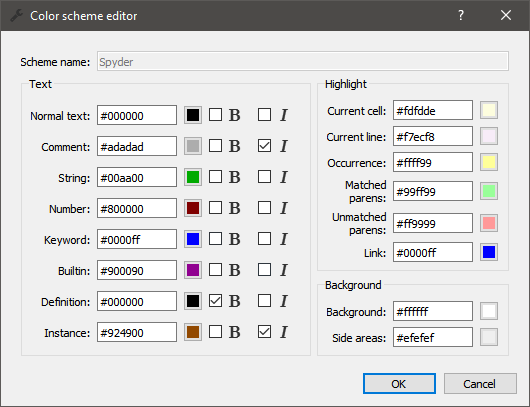 Color scheme editor ?
Scheme name: Spyder
Text
Normal text: #000000 B I
Comment: #adadad B I
String: #00aa00 B I
Number: #800000 B I
Keyword: #0000ff B I
Builtin: #900090 B I
Definition: #000000 B I
Instance: #924900 B I
Highlight
Current cell: #fdfdde
Current line: #f7ecf8
Occurrence: #ffff99
Matched
parens: #99ff99
Unmatched
parens: #ff9999
Link: #0000ff
Background
Background: #ffffff
Side areas: #efefef
OK Cancel